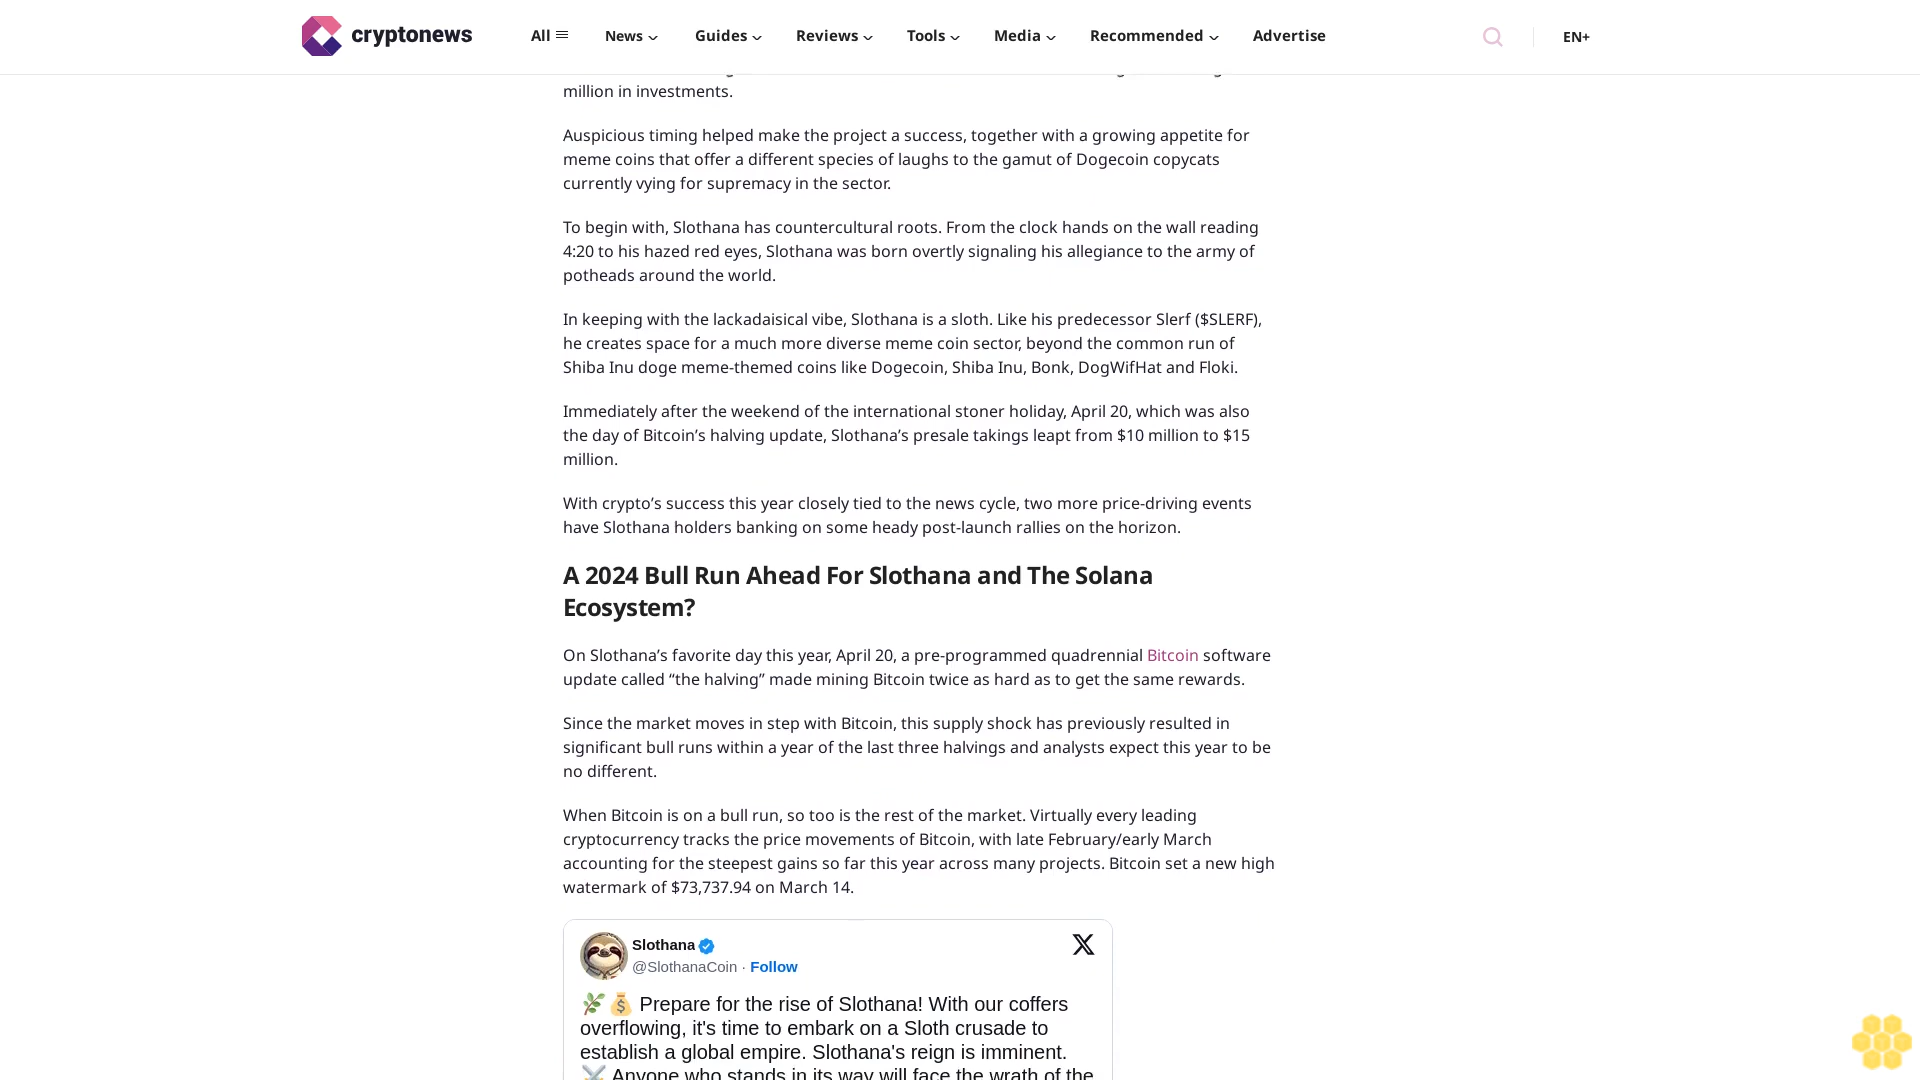 cryptonews
All
News
Guides
Reviews
Tools
Media
Recommended
Advertise
EN+
million in investments.
Auspicious timing helped make the project a success, together with a growing appetite for
meme coins that offer a different species of laughs to the gamut of Dogecoin copycats
currently vying for supremacy in the sector.
To begin with, Slothana has countercultural roots. From the clock hands on the wall reading
4:20 to his hazed red eyes, Slothana was born overtly signaling his allegiance to the army of
potheads around the world.
In keeping with the lackadaisical vibe, Slothana is a sloth. Like his predecessor Slerf ($SLERF),
he creates space for a much more diverse meme coin sector, beyond the common run of
Shiba Inu doge meme-themed coins like Dogecoin, Shiba Inu, Bonk, DogWifHat and Floki.
Immediately after the weekend of the international stoner holiday, April 20, which was also
the day of Bitcoin’s halving update, Slothana’s presale takings leapt from $10 million to $15
million.
With crypto’s success this year closely tied to the news cycle, two more price-driving events
have Slothana holders banking on some heady post-launch rallies on the horizon.
A 2024 Bull Run Ahead For Slothana and The Solana
Ecosystem?
On Slothana’s favorite day this year, April 20, a pre-programmed quadrennial Bitcoin software
update called “the halving” made mining Bitcoin twice as hard as to get the same rewards.
Since the market moves in step with Bitcoin, this supply shock has previously resulted in
significant bull runs within a year of the last three halvings and analysts expect this year to be
no different.
When Bitcoin is on a bull run, so too is the rest of the market. Virtually every leading
cryptocurrency tracks the price movements of Bitcoin, with late February/early March
accounting for the steepest gains so far this year across many projects. Bitcoin set a new high
watermark of $73,737.94 on March 14.
Slothana
@SlothanaCoin · Follow
🌿💰 Prepare for the rise of Slothana! With our coffers
overflowing, it's time to embark on a Sloth crusade to
establish a global empire. Slothana's reign is imminent.
⚔️ Anyone who stands in its way will face the wrath of the